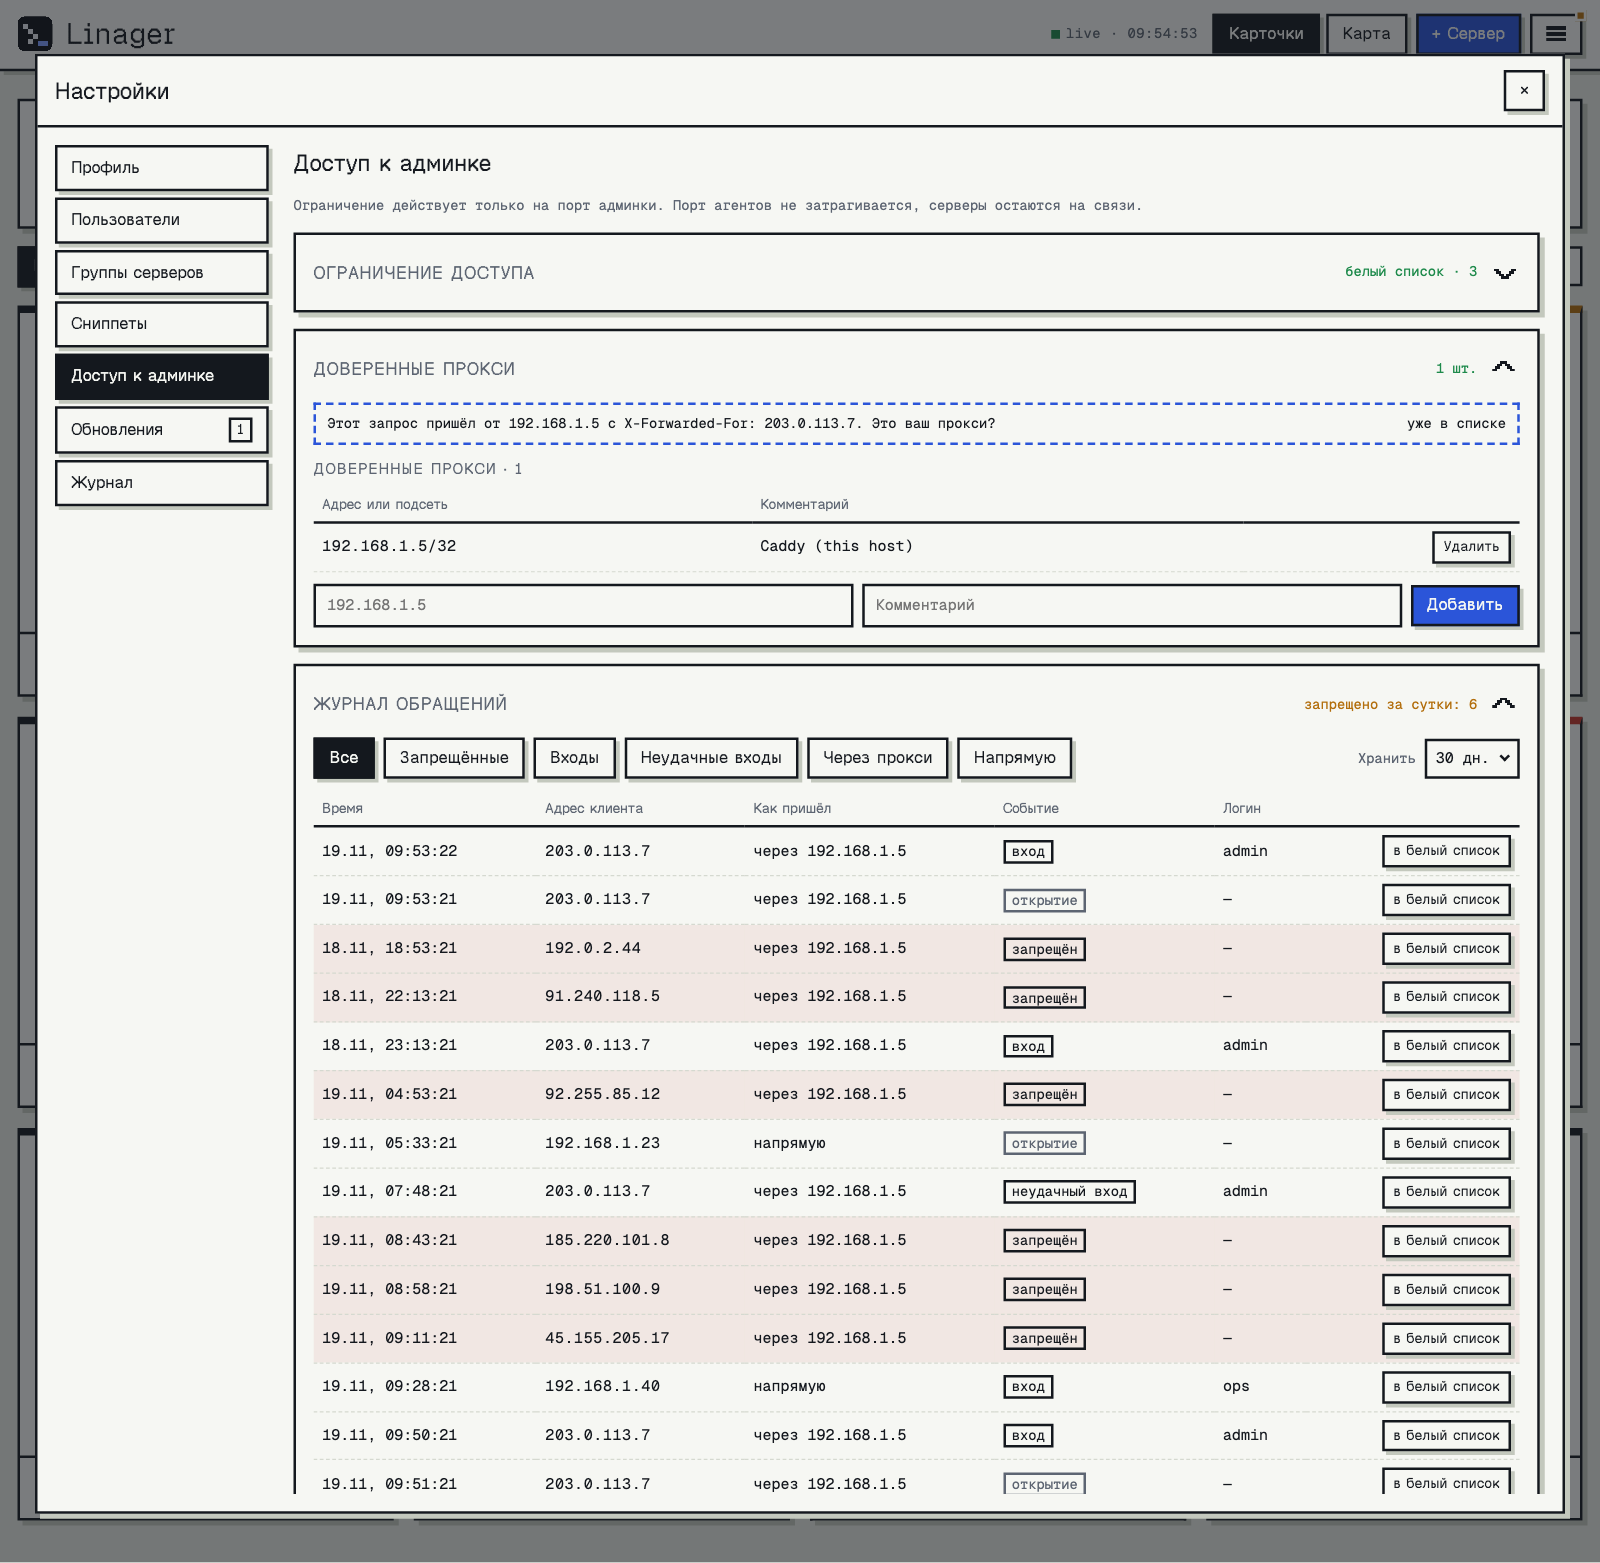 Linager
live · 09:54:53
Карточки
Карта
+ Сервер
Настройки
×
Профиль
Пользователи
Группы серверов
Сниппеты
Доступ к админке
Обновления 1
Журнал
Доступ к админке
Ограничение действует только на порт админки. Порт агентов не затрагивается, серверы остаются на связи.
ОГРАНИЧЕНИЕ ДОСТУПА белый список · 3
ДОВЕРЕННЫЕ ПРОКСИ 1 шт.
Этот запрос пришёл от 192.168.1.5 с X-Forwarded-For: 203.0.113.7. Это ваш прокси? уже в списке
ДОВЕРЕННЫЕ ПРОКСИ · 1
Адрес или подсеть Комментарий
192.168.1.5/32 Caddy (this host) Удалить
192.168.1.5 Комментарий Добавить
ЖУРНАЛ ОБРАЩЕНИЙ запрещено за сутки: 6
Все Запрещённые Входы Неудачные входы Через прокси Напрямую Хранить 30 дн.
Время Адрес клиента Как пришёл Событие Логин
19.11, 09:53:22 203.0.113.7 через 192.168.1.5 вход admin в белый список
19.11, 09:53:21 203.0.113.7 через 192.168.1.5 открытие — в белый список
18.11, 18:53:21 192.0.2.44 через 192.168.1.5 запрещён — в белый список
18.11, 22:13:21 91.240.118.5 через 192.168.1.5 запрещён — в белый список
18.11, 23:13:21 203.0.113.7 через 192.168.1.5 вход admin в белый список
19.11, 04:53:21 92.255.85.12 через 192.168.1.5 запрещён — в белый список
19.11, 05:33:21 192.168.1.23 напрямую открытие — в белый список
19.11, 07:48:21 203.0.113.7 через 192.168.1.5 неудачный вход admin в белый список
19.11, 08:43:21 185.220.101.8 через 192.168.1.5 запрещён — в белый список
19.11, 08:58:21 198.51.100.9 через 192.168.1.5 запрещён — в белый список
19.11, 09:11:21 45.155.205.17 через 192.168.1.5 запрещён — в белый список
19.11, 09:28:21 192.168.1.40 напрямую вход ops в белый список
19.11, 09:50:21 203.0.113.7 через 192.168.1.5 вход admin в белый список
19.11, 09:51:21 203.0.113.7 через 192.168.1.5 открытие — в белый список